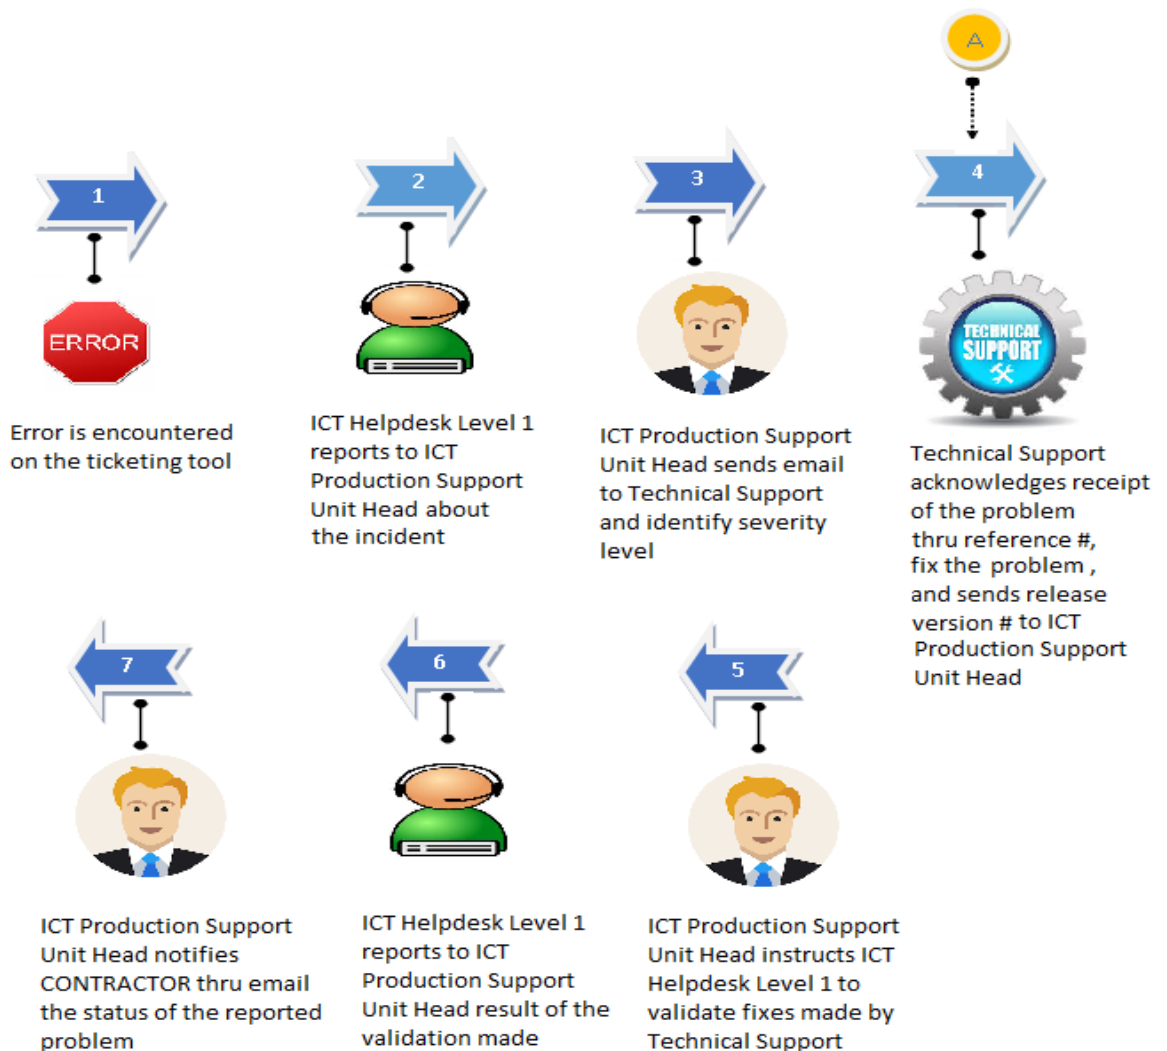 A
1
2
3
4
ERROR
TECHNICAL
SUPPORT
Error is encountered
on the ticketing tool
ICT Helpdesk Level 1
reports to ICT
Production Support
Unit Head about
the incident
ICT Production Support
Unit Head sends email
to Technical Support
and identify severity
level
Technical Support
acknowledges receipt
of the problem
thru reference #,
fix the problem ,
and sends release
version # to ICT
Production Support
Unit Head
7
6
5
ICT Production Support
Unit Head notifies
CONTRACTOR thru email
the status of the reported
problem
ICT Helpdesk Level 1
reports to ICT
Production Support
Unit Head result of the
validation made
ICT Production Support
Unit Head instructs ICT
Helpdesk Level 1 to
validate fixes made by
Technical Support